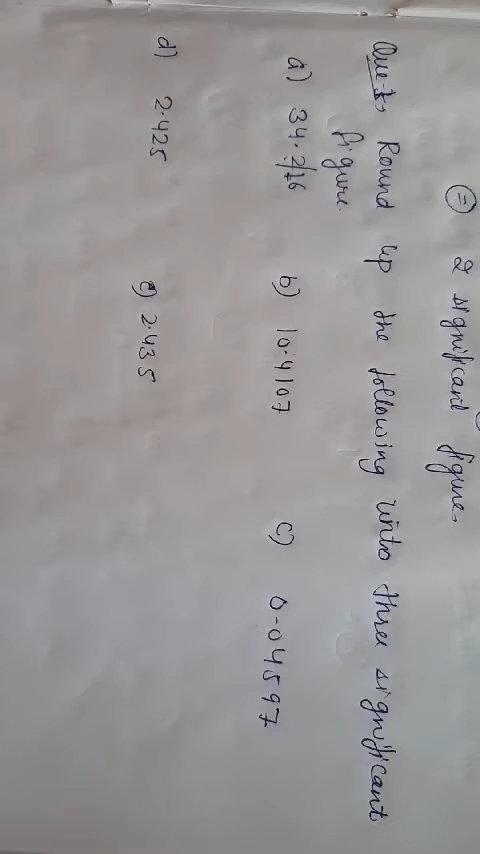 ⇒ 2 significant figure.
Que-1, Round up the following into three significant
figure.
a) 34.216 b) 10.4107 c) 0.04597
d) 2.425 e) 2.435